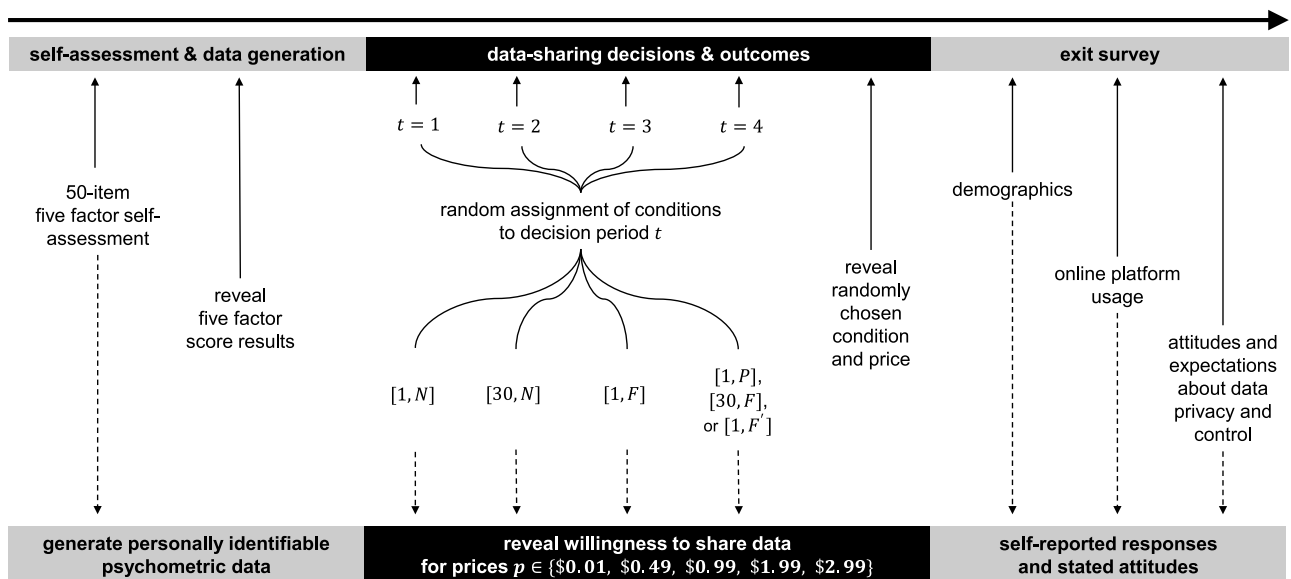 self-assessment & data generation
data-sharing decisions & outcomes
exit survey
t = 1
t = 2
t = 3
t = 4
50-item
five factor self-
assessment
reveal
five factor
score results
random assignment of conditions
to decision period t
[1, N]
[30, N]
[1, F]
[1, P],
[30, F],
or [1, F′]
reveal
randomly
chosen
condition
and price
demographics
online platform
usage
attitudes and
expectations
about data
privacy and
control
generate personally identifiable
psychometric data
reveal willingness to share data
for prices p ∈ {$0.01, $0.49, $0.99, $1.99, $2.99}
self-reported responses
and stated attitudes